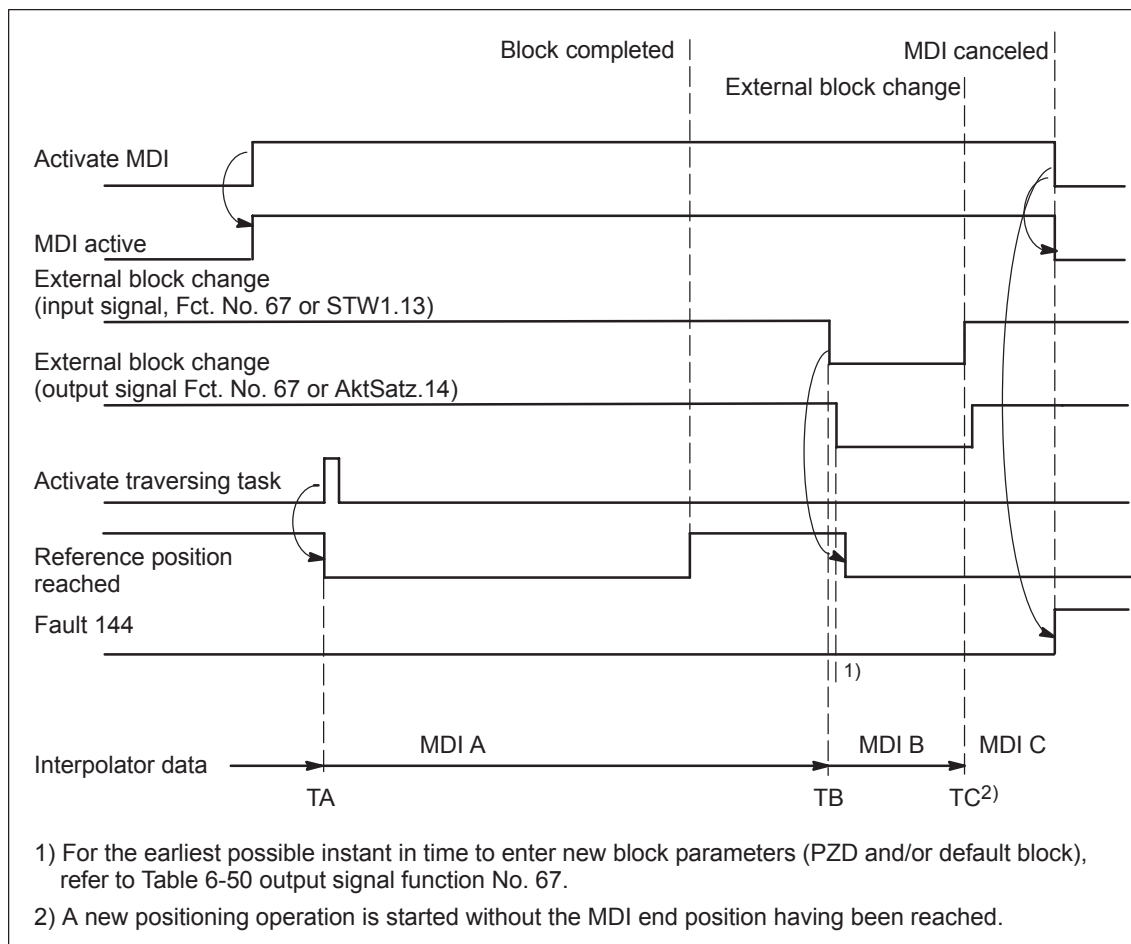 Block completed
MDI canceled
External block change
Activate MDI
MDI active
External block change
(input signal, Fct. No. 67 or STW1.13)
External block change
(output signal Fct. No. 67 or AktSatz.14)
Activate traversing task
Reference position
reached
Fault 144
1)
MDI A
MDI B
MDI C
Interpolator data
TA
TB
TC2)
1) For the earliest possible instant in time to enter new block parameters (PZD and/or default block),
refer to Table 6-50 output signal function No. 67.
2) A new positioning operation is started without the MDI end position having been reached.